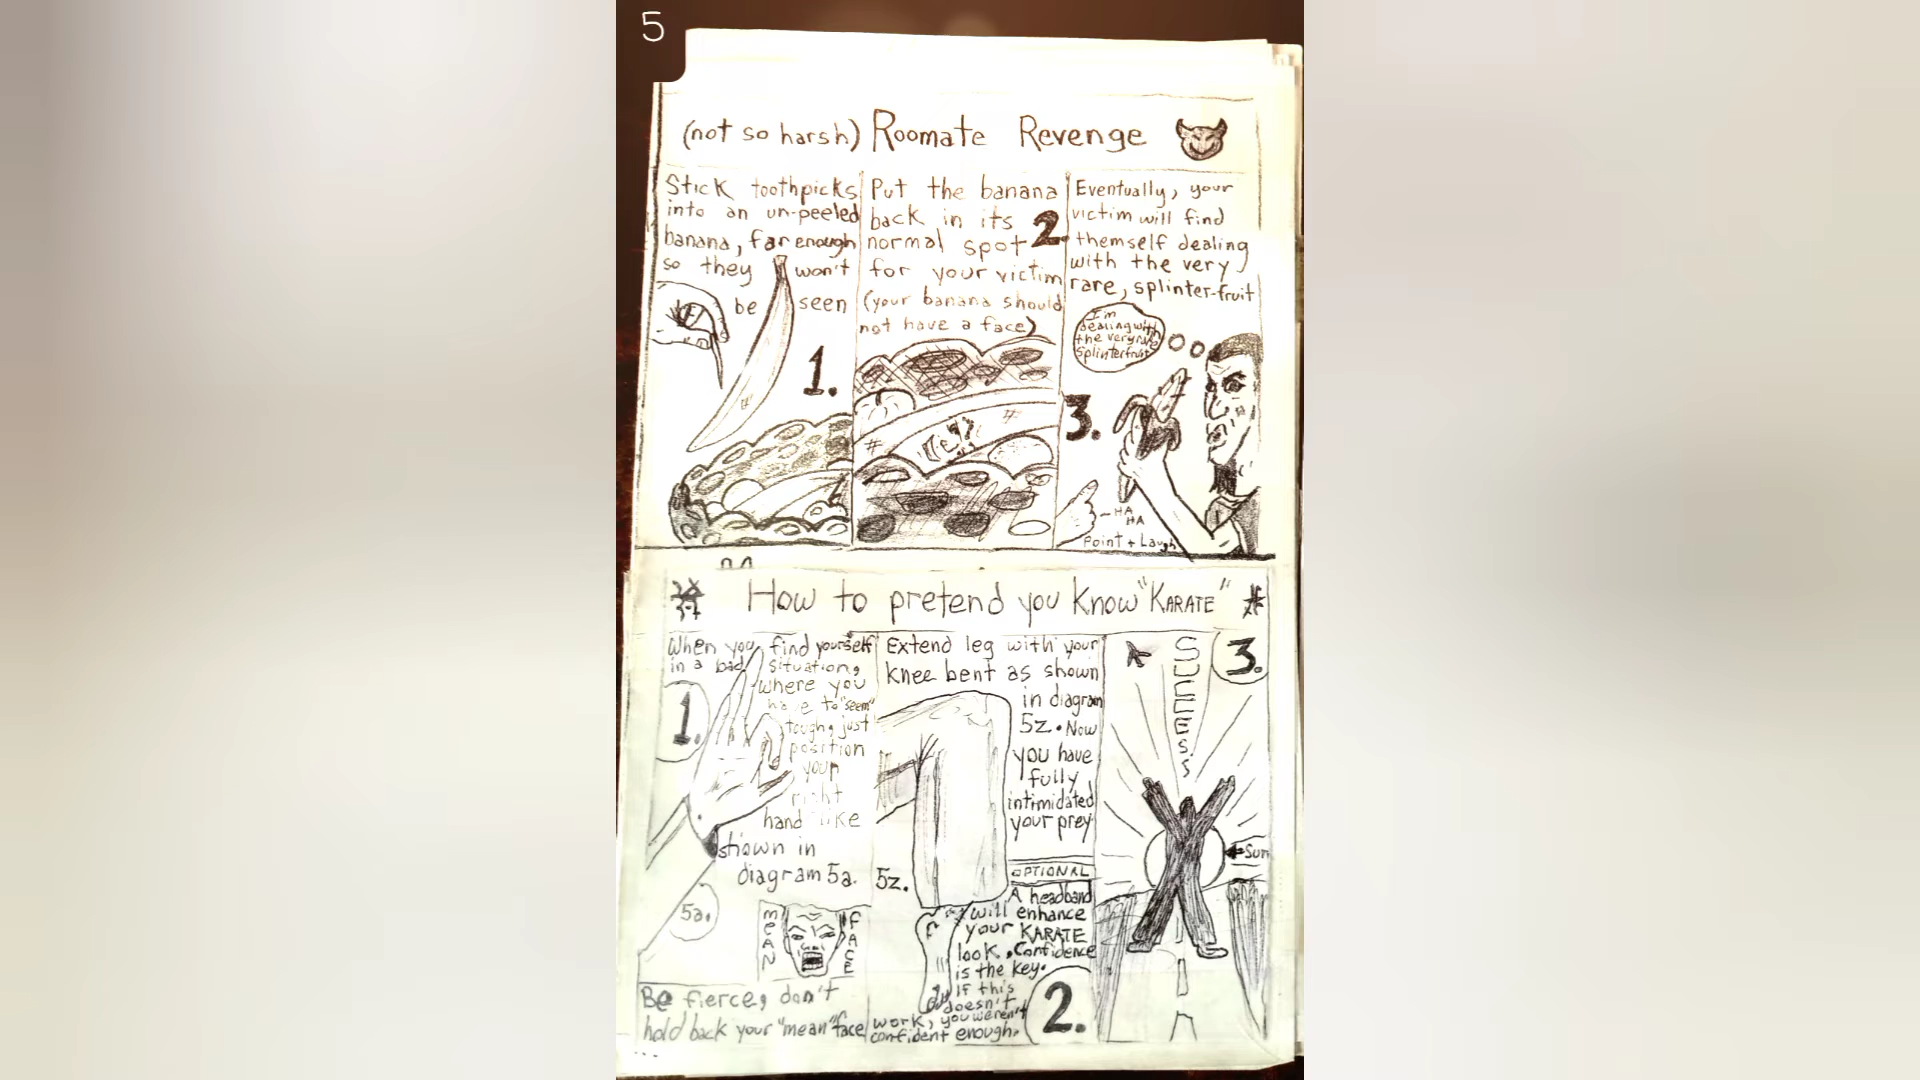 5
(not so harsh) Roomate Revenge
Stick toothpicks
into an un-peeled
banana, far enough
so they won't
be seen
1.
Put the banana
back in its
normal spot
2.
for your victim
(your banana should
not have a face)
Eventually, your
victim will find
themself dealing
with the very
rare, splinter-fruit
I'm
dealing with
the very rare
splinterfruit
3.
HA
HA
Point + Laugh
How to pretend you know "KARATE"
When you find yourself
in a bad situation,
where you
have to "seem"
tough, just
position
your
right
hand like
shown in
diagram 5a.
1.
5a.
MEAN
FACE
Be fierce, don't
hold back your "mean" face
...
Extend leg with your
knee bent as shown
in diagram
5z. Now
you have
fully
intimidated
your prey
5z.
OPTIONAL
A headband
will enhance
your KARATE
look. Confidence
is the key.
If this
doesn't
work, you weren't
confident enough.
2.
3.
SUCCESS
Sun